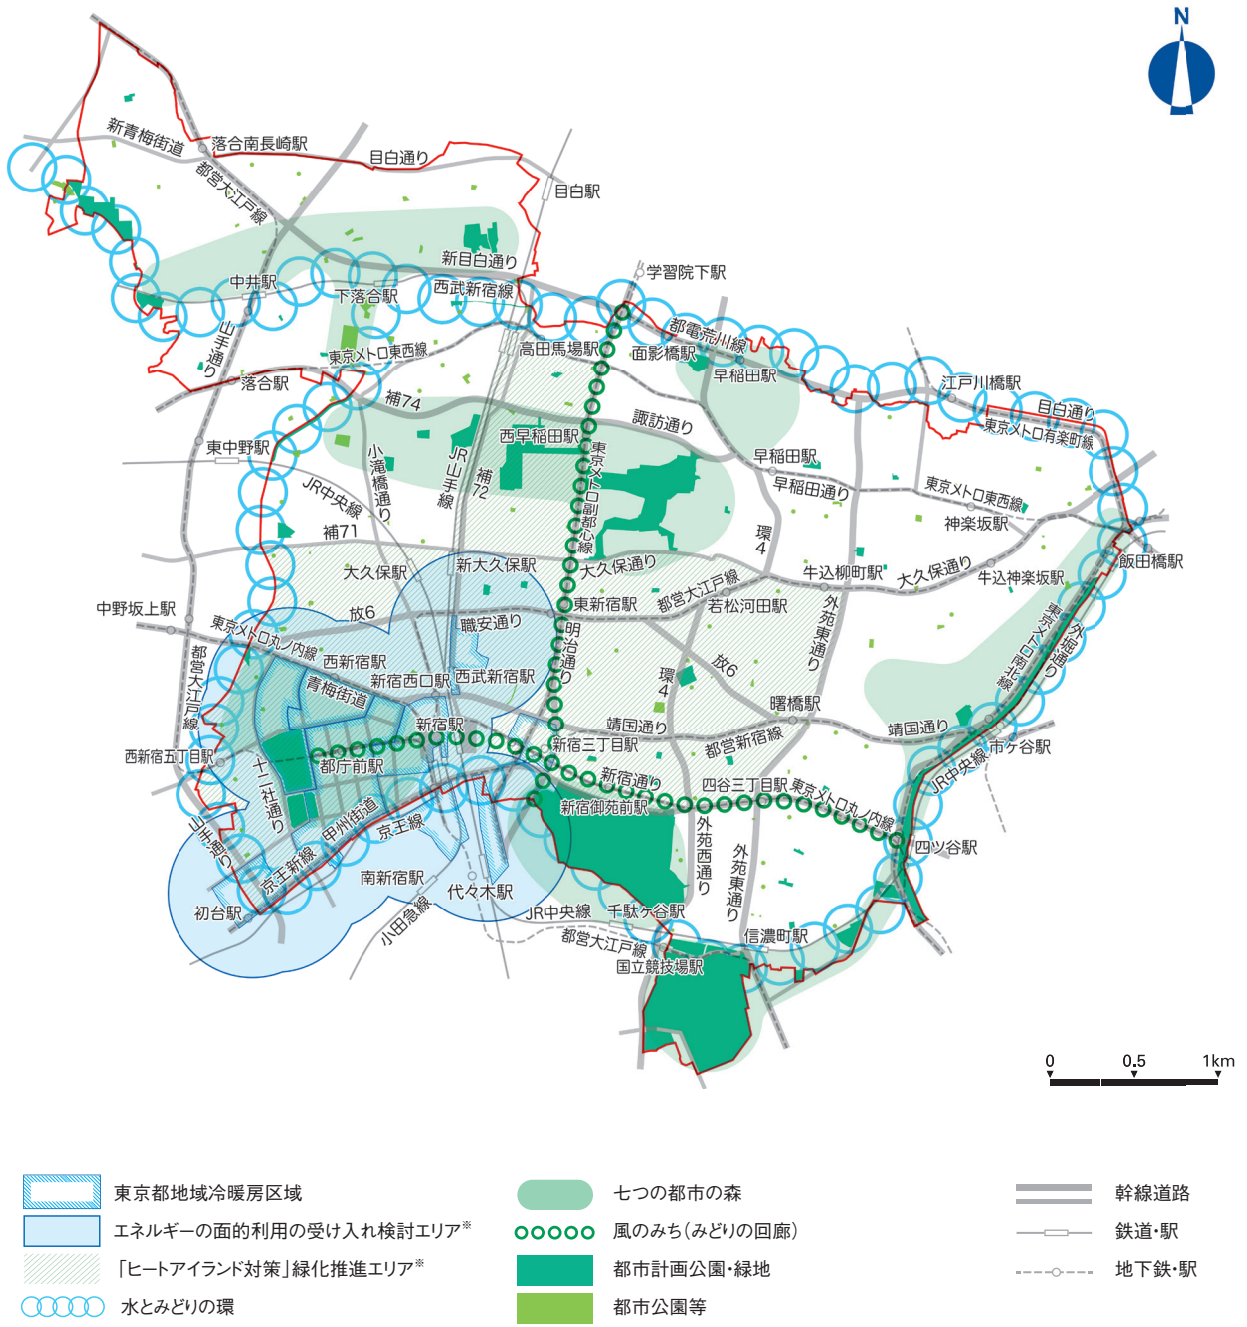 N
落合南長崎駅
新青梅街道
目白通り
都営大江戸線
目白駅
新目白通り
学習院下駅
中井駅
下落合駅
西武新宿線
山手通り
都電荒川線
東京メトロ東西線
高田馬場駅
面影橋駅
早稲田駅
落合駅
江戸川橋駅
補74
目白通り
諏訪通り
東京メトロ有楽町線
西早稲田駅
東中野駅
小滝橋通り
JR山手線
補72
東京メトロ副都心線
早稲田駅
早稲田通り
東京メトロ東西線
JR中央線
神楽坂駅
補71
環4
飯田橋駅
大久保駅
新大久保駅
大久保通り
牛込柳町駅
大久保通り
牛込神楽坂駅
都営大江戸線
若松河田駅
中野坂上駅
放6
東新宿駅
職安通り
明治通り
外苑東通り
東京メトロ南北線
外堀通り
東京メトロ丸ノ内線
都営大江戸線
西新宿駅
新宿西口駅
西武新宿駅
放6
環4
青梅街道
曙橋駅
新宿駅
靖国通り
靖国通り
都営新宿線
新宿三丁目駅
市ヶ谷駅
西新宿五丁目駅
都庁前駅
十二社通り
新宿通り
四谷三丁目駅
東京メトロ丸ノ内線
JR中央線
新宿御苑前駅
甲州街道
京王線
山手通り
京王新線
外苑西通り
外苑東通り
四ツ谷駅
南新宿駅
代々木駅
初台駅
小田急線
JR中央線
千駄ヶ谷駅
都営大江戸線
信濃町駅
国立競技場駅
0 0.5 1km
東京都地域冷暖房区域
エネルギーの面的利用の受け入れ検討エリア※
「ヒートアイランド対策」緑化推進エリア※
水とみどりの環
七つの都市の森
風のみち(みどりの回廊)
都市計画公園・緑地
都市公園等
幹線道路
鉄道・駅
地下鉄・駅